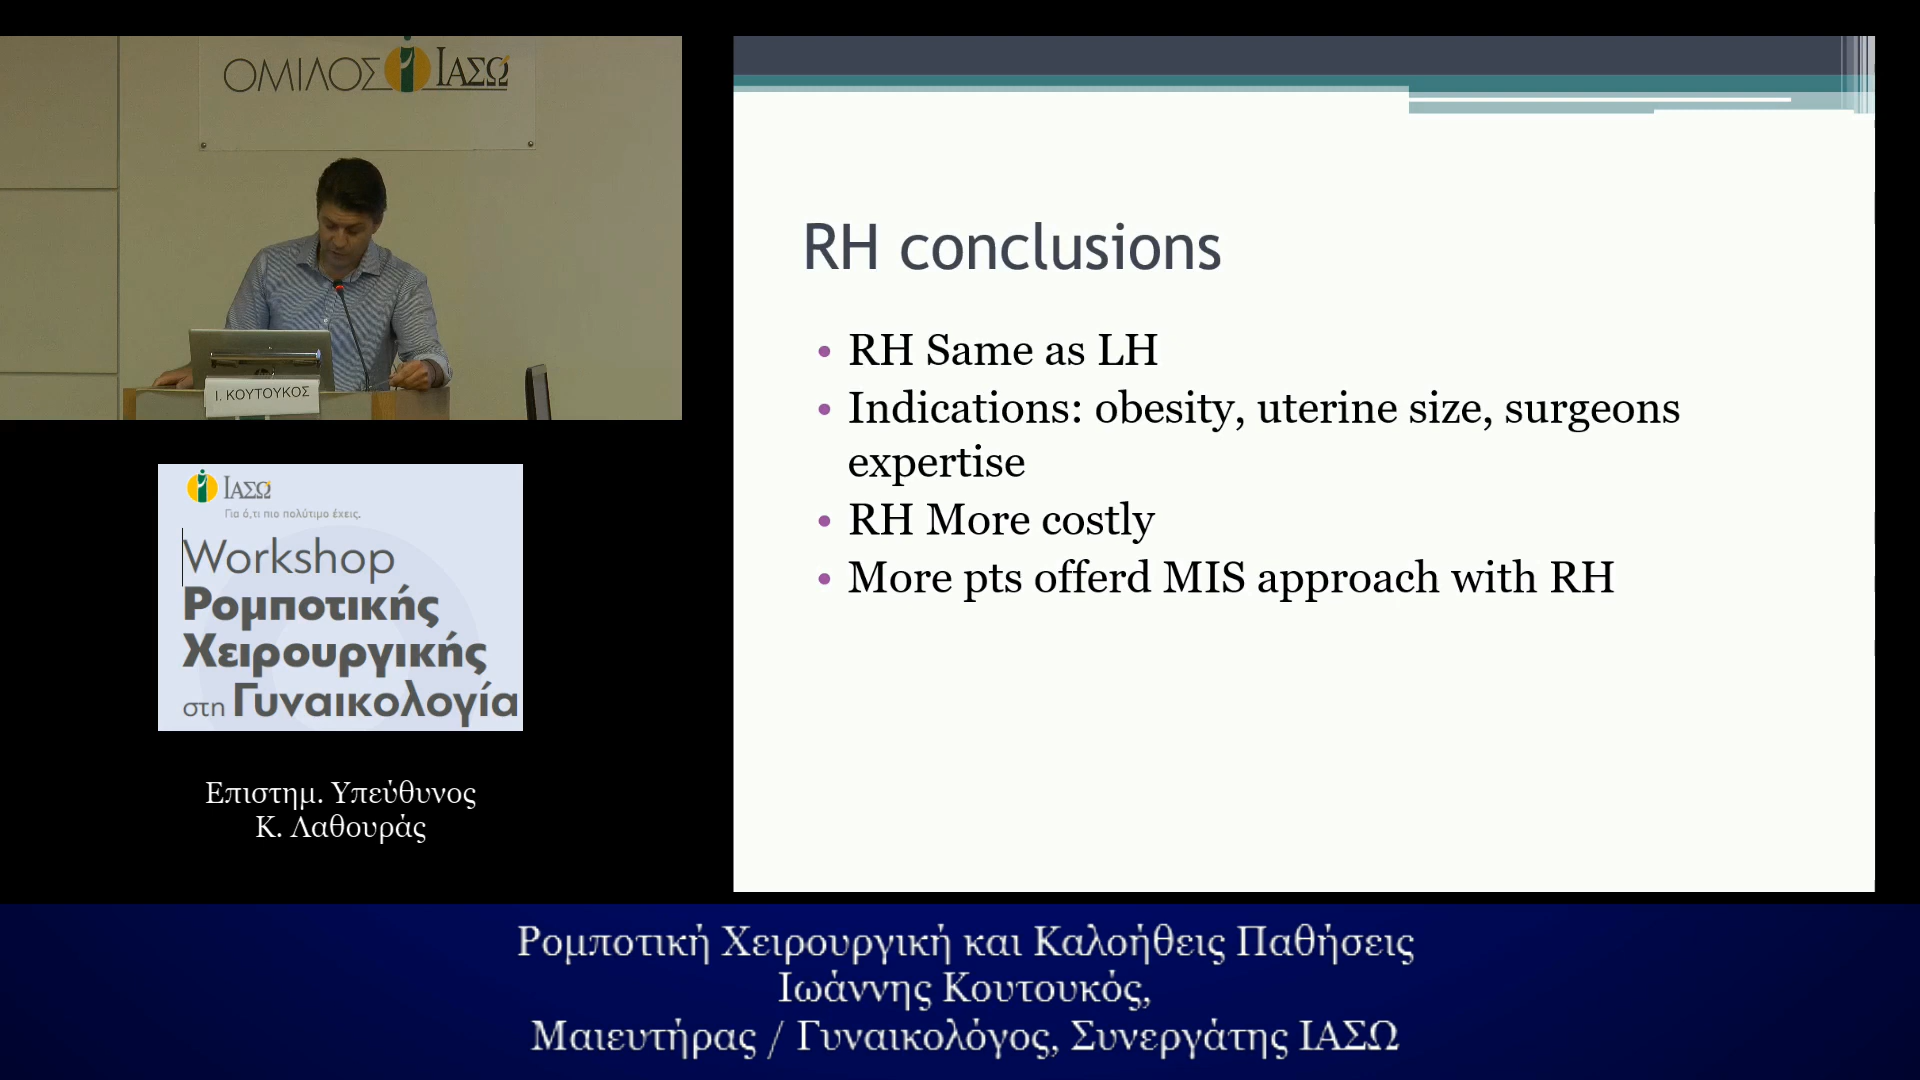 ΟΜΙΛΟΣ ΙΑΣΩ
Ι. ΚΟΥΤΟΥΚΟΣ
ΙΑΣΩ
Για ό,τι πιο πολύτιμο έχεις.
Workshop
Ρομποτικής
Χειρουργικής
στη Γυναικολογία
Επιστημ. Υπεύθυνος
Κ. Λαθουράς
RH conclusions
• RH Same as LH
• Indications: obesity, uterine size, surgeons
expertise
• RH More costly
• More pts offerd MIS approach with RH
Ρομποτική Χειρουργική και Καλοήθεις Παθήσεις
Ιωάννης Κουτουκός,
Μαιευτήρας / Γυναικολόγος, Συνεργάτης ΙΑΣΩ